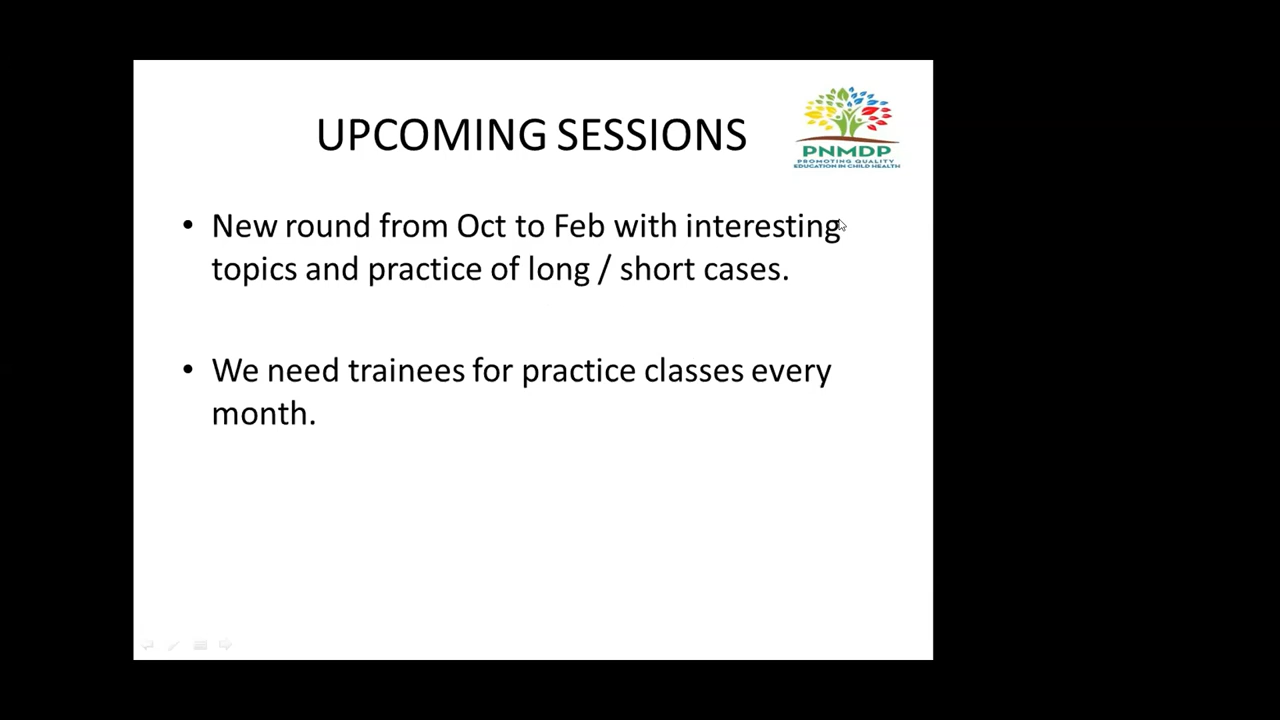 UPCOMING SESSIONS
PNMDP
PROMOTING QUALITY
EDUCATION IN CHILD HEALTH
• New round from Oct to Feb with interesting
topics and practice of long / short cases.
• We need trainees for practice classes every
month.